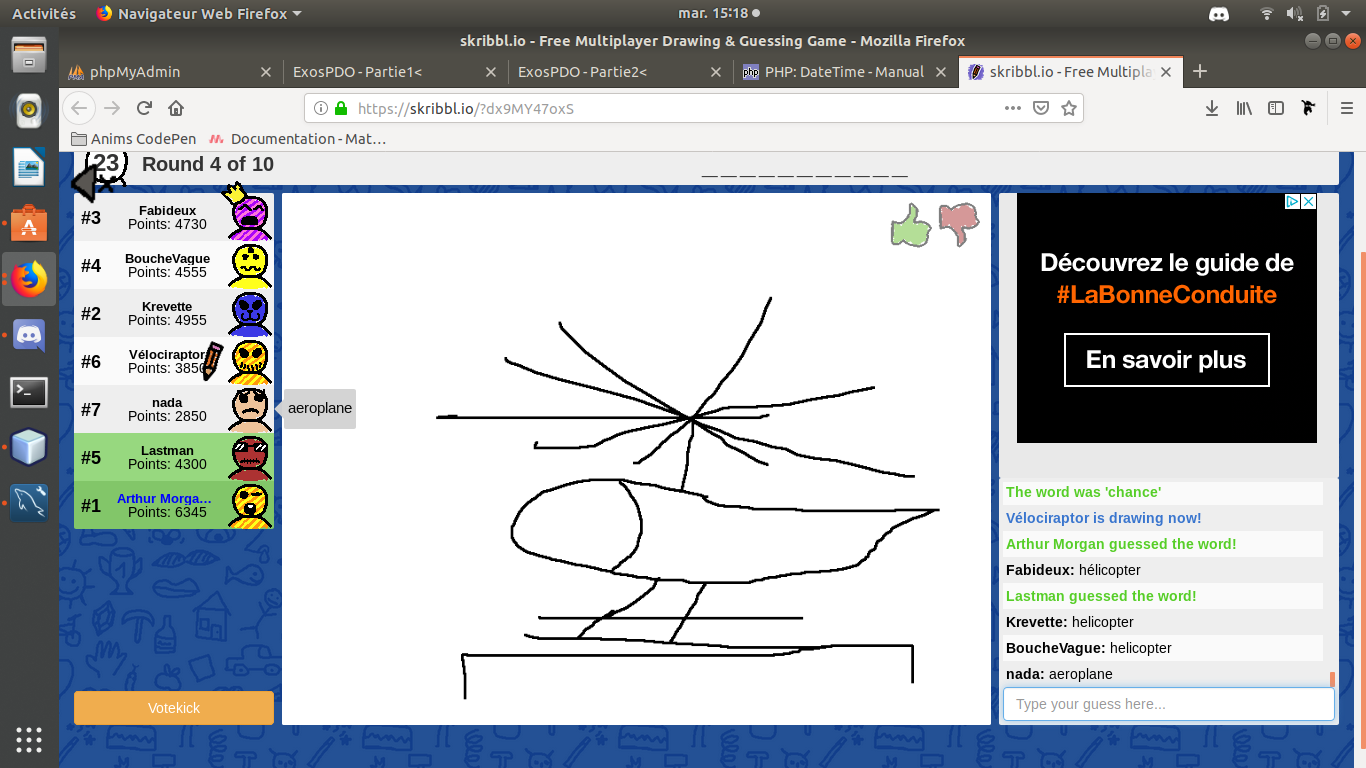 Activités
Navigateur Web Firefox
mar. 15:18
skribbl.io - Free Multiplayer Drawing & Guessing Game - Mozilla Firefox
phpMyAdmin
ExosPDO - Partie1<
ExosPDO - Partie2<
php PHP: DateTime - Manual
skribbl.io - Free Multipla
https://skribbl.io/?dx9MY47oxS
Anims CodePen
Documentation - Mat…
23
Round 4 of 10
___________
#3
Fabideux
Points: 4730
#4
BoucheVague
Points: 4555
#2
Krevette
Points: 4955
#6
Vélociraptor
Points: 3850
#7
nada
Points: 2850
aeroplane
#5
Lastman
Points: 4300
#1
Arthur Morga…
Points: 6345
Votekick
Découvrez le guide de
#LaBonneConduite
En savoir plus
The word was 'chance'
Vélociraptor is drawing now!
Arthur Morgan guessed the word!
Fabideux: hélicopter
Lastman guessed the word!
Krevette: helicopter
BoucheVague: helicopter
nada: aeroplane
Type your guess here...